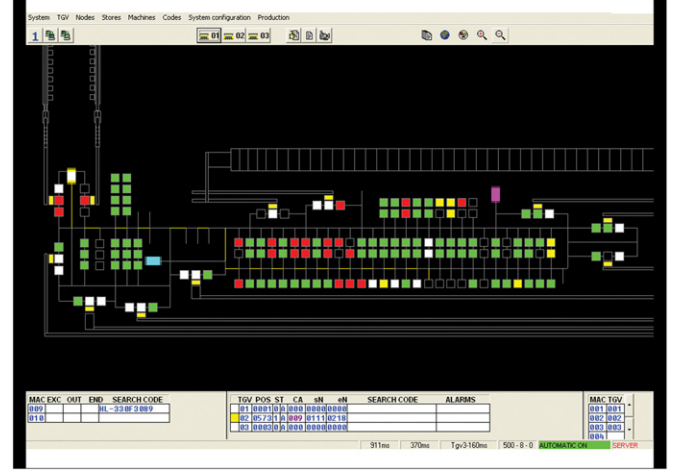 System TGV Nodes Stores Machines Codes System configuration Production
1 01 02 03
MAC EXC OUT END SEARCH CODE
009 HL-330F3089
010
TGV POS ST CA sN eN SEARCH CODE ALARMS
01 0001 0 A 000 0000 0000
02 0573 1 A 009 0111 0218
03 0003 0 A 000 0000 0000
MAC TGV
001 001
002 002
003 003
004
911ms 370ms Tgv3-160ms 500 - 8 - 0 AUTOMATIC ON SERVER